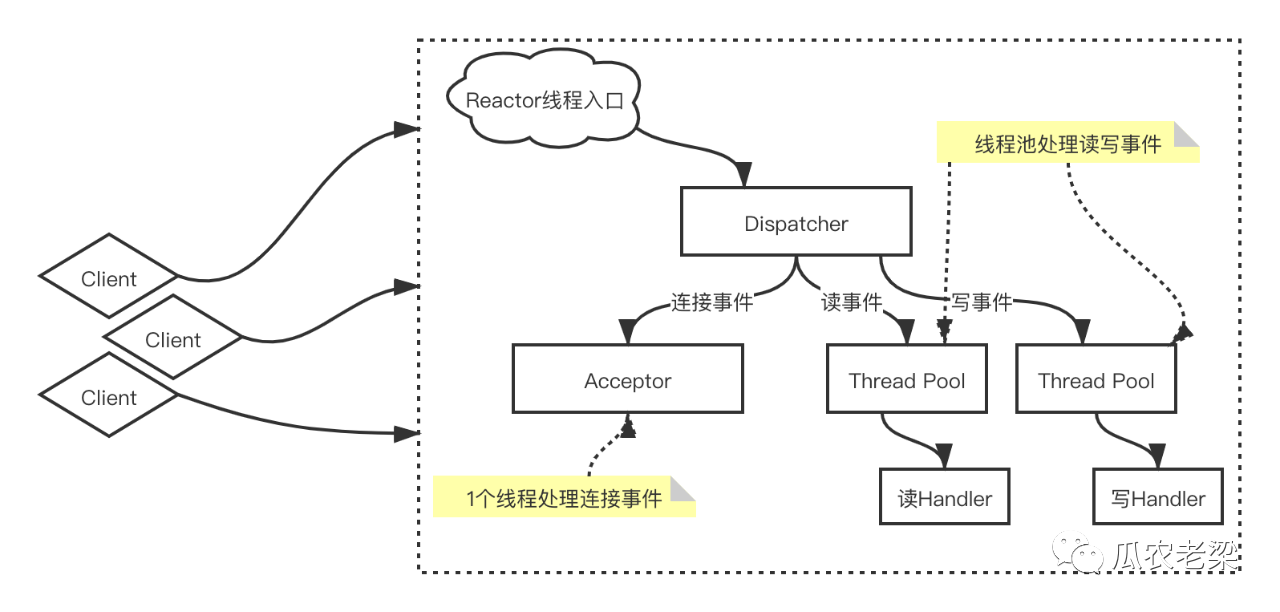 Reactor线程入口
线程池处理读写事件
Dispatcher
Client
Client
Client
连接事件
读事件
写事件
Acceptor
Thread Pool
Thread Pool
1个线程处理连接事件
读Handler
写Handler
瓜农老梁